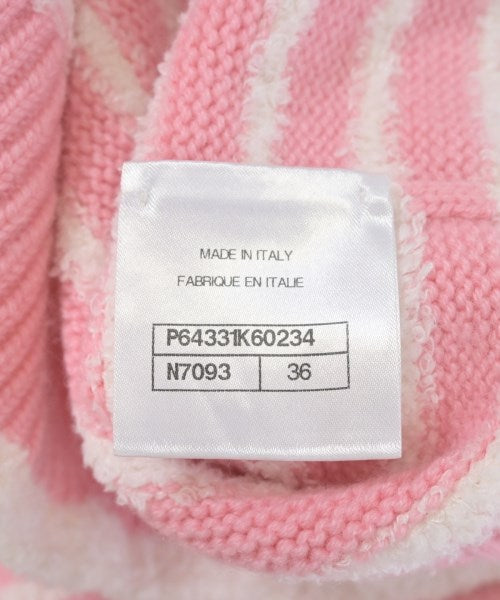 MADE IN ITALY
FABRIQUE EN ITALIE
P64331K60234
N7093 36